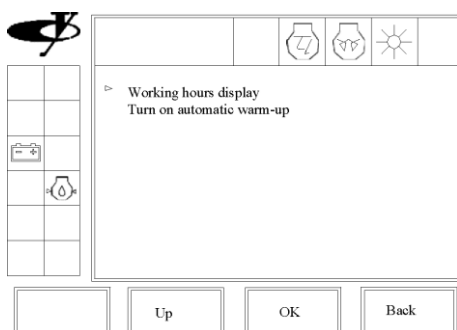 Working hours display
Turn on automatic warm-up
Up
OK
Back